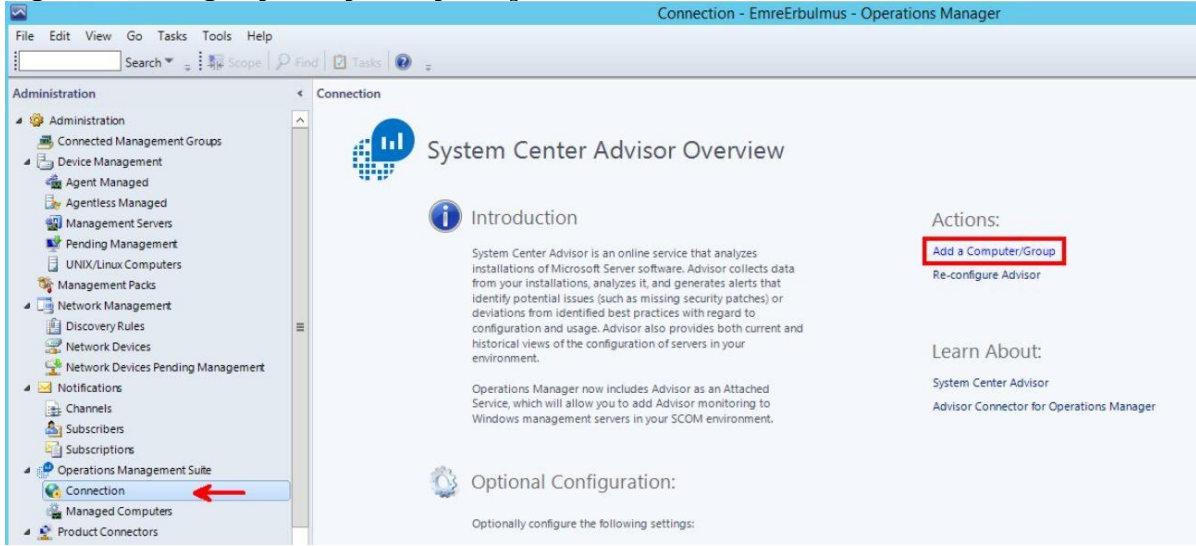 Connection - EmreErbulmus - Operations Manager
File Edit View Go Tasks Tools Help
Search Scope Find Tasks
Administration
Connection
Administration
Connected Management Groups
Device Management
Agent Managed
Agentless Managed
Management Servers
Pending Management
UNIX/Linux Computers
Management Packs
Network Management
Discovery Rules
Network Devices
Network Devices Pending Management
Notifications
Channels
Subscribers
Subscriptions
Operations Management Suite
Connection
Managed Computers
Product Connectors
System Center Advisor Overview
Introduction
System Center Advisor is an online service that analyzes
installations of Microsoft Server software. Advisor collects data
from your installations, analyzes it, and generates alerts that
identify potential issues (such as missing security patches) or
deviations from identified best practices with regard to
configuration and usage. Advisor also provides both current and
historical views of the configuration of servers in your
environment.
Operations Manager now includes Advisor as an Attached
Service, which will allow you to add Advisor monitoring to
Windows management servers in your SCOM environment.
Optional Configuration:
Optionally configure the following settings:
Actions:
Add a Computer/Group
Re-configure Advisor
Learn About:
System Center Advisor
Advisor Connector for Operations Manager